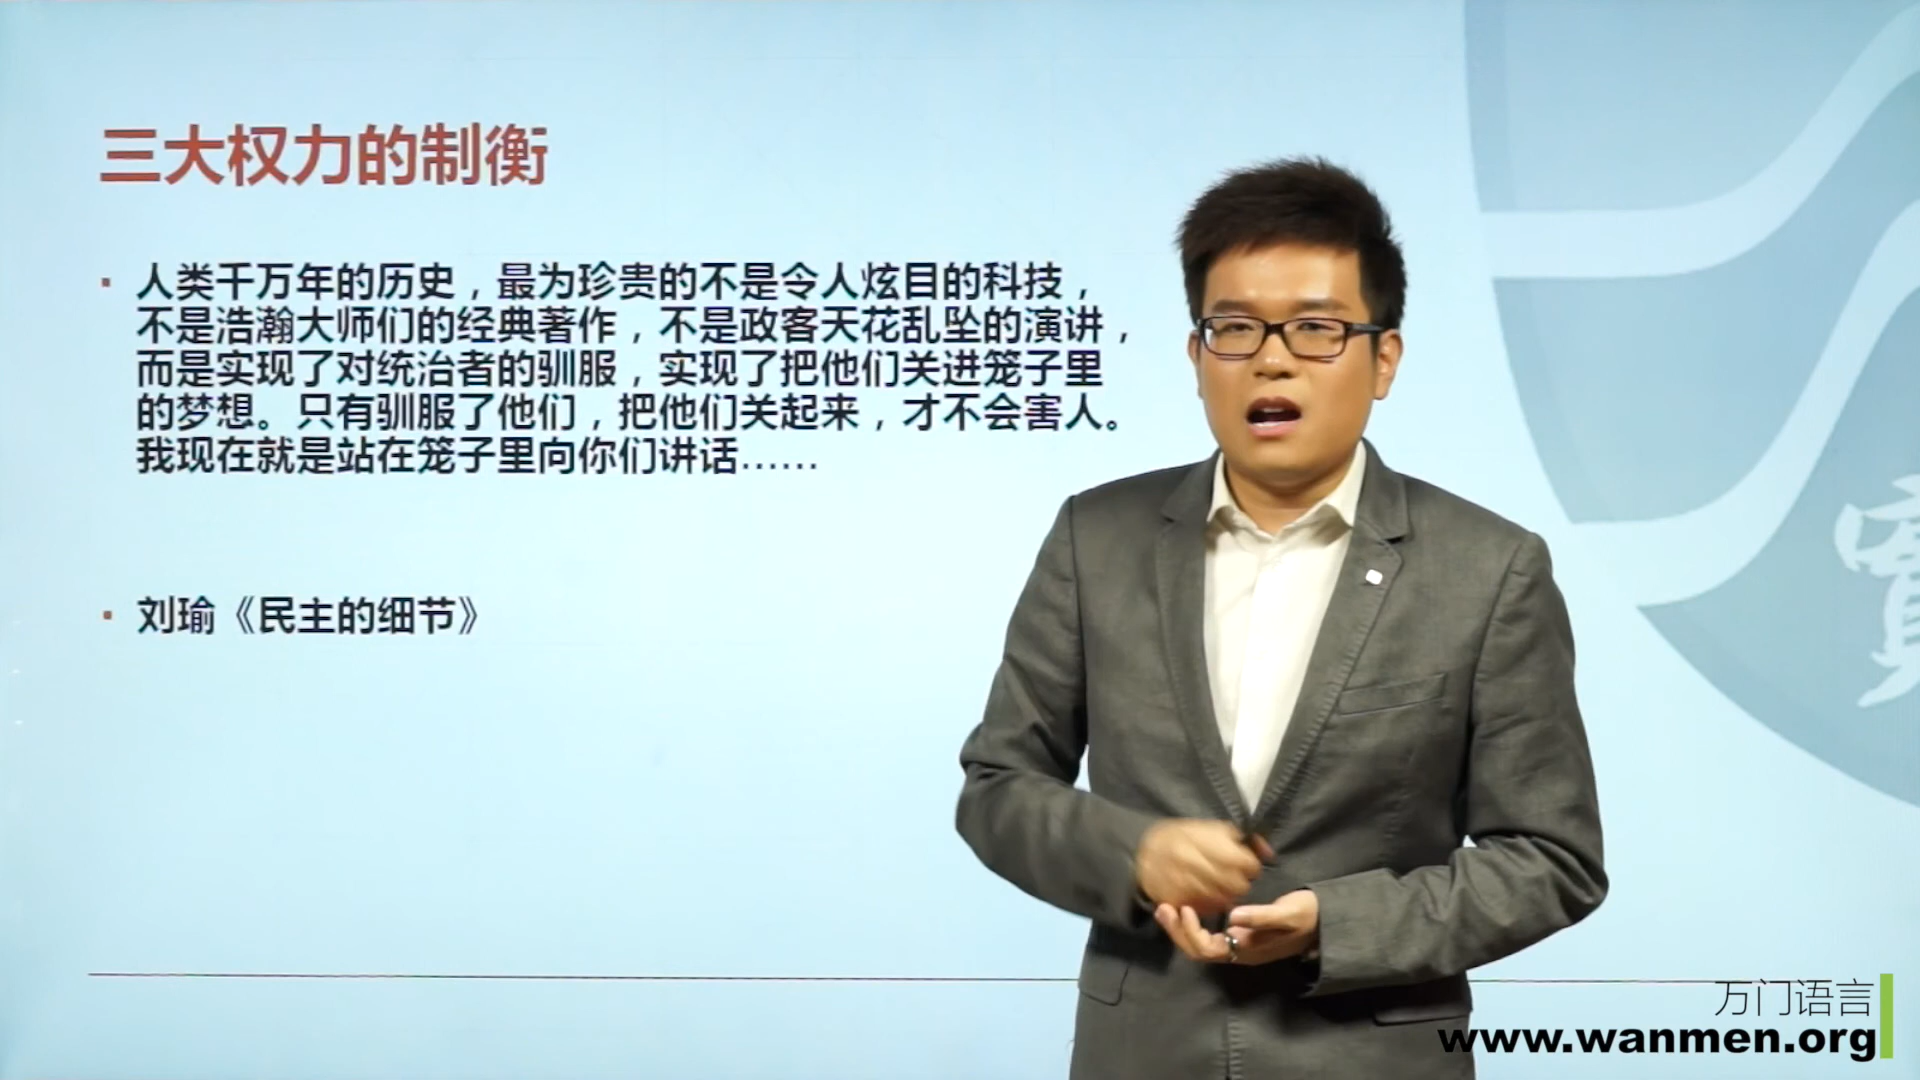 三大权力的制衡
人类千万年的历史，最为珍贵的不是令人炫目的科技，
不是浩瀚大师们的经典著作，不是政客天花乱坠的演讲，
而是实现了对统治者的驯服，实现了把他们关进笼子里
的梦想。只有驯服了他们，把他们关起来，才不会害人。
我现在就是站在笼子里向你们讲话……
刘瑜《民主的细节》
寶
万门语言
www.wanmen.org